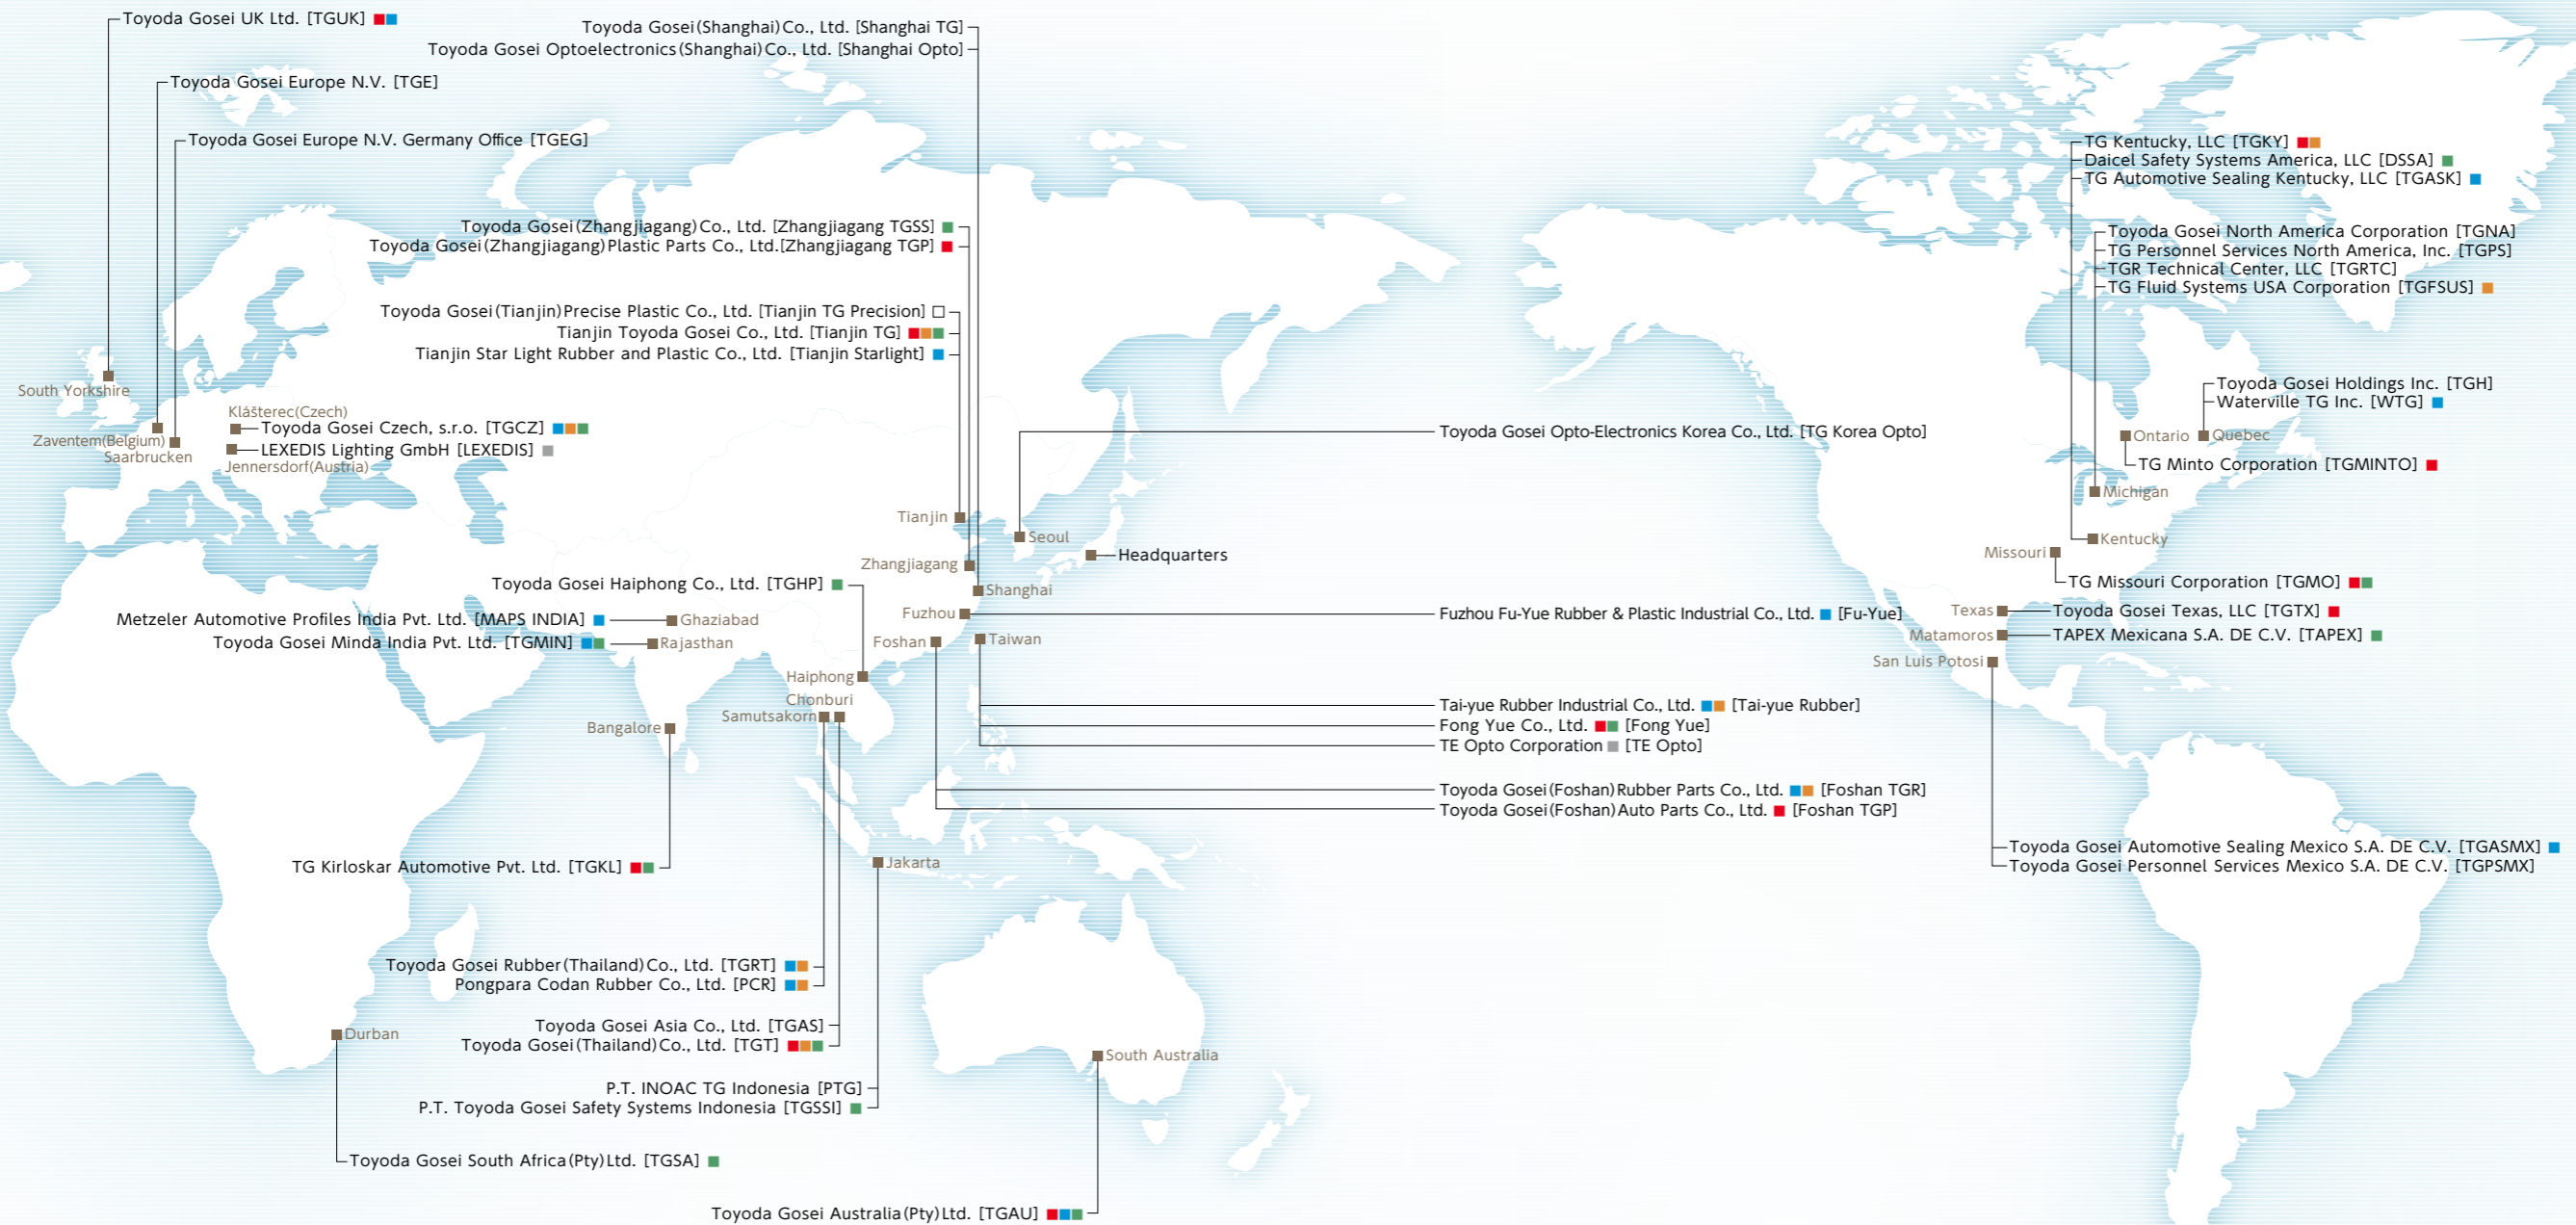 Toyoda Gosei UK Ltd. [TGUK]
Toyoda Gosei(Shanghai)Co., Ltd. [Shanghai TG]
Toyoda Gosei Optoelectronics(Shanghai)Co., Ltd. [Shanghai Opto]
Toyoda Gosei Europe N.V. [TGE]
Toyoda Gosei Europe N.V. Germany Office [TGEG]
Toyoda Gosei(Zhangjiagang)Co., Ltd. [Zhangjiagang TGSS]
Toyoda Gosei(Zhangjiagang)Plastic Parts Co., Ltd.[Zhangjiagang TGP]
Toyoda Gosei(Tianjin)Precise Plastic Co., Ltd. [Tianjin TG Precision]
Tianjin Toyoda Gosei Co., Ltd. [Tianjin TG]
Tianjin Star Light Rubber and Plastic Co., Ltd. [Tianjin Starlight]
South Yorkshire
Klášterec(Czech)
Toyoda Gosei Czech, s.r.o. [TGCZ]
Zaventem(Belgium)
Saarbrucken
LEXEDIS Lighting GmbH [LEXEDIS]
Jennersdorf(Austria)
Tianjin
Seoul
Headquarters
Zhangjiagang
Shanghai
Toyoda Gosei Haiphong Co., Ltd. [TGHP]
Fuzhou
Metzeler Automotive Profiles India Pvt. Ltd. [MAPS INDIA]
Ghaziabad
Toyoda Gosei Minda India Pvt. Ltd. [TGMIN]
Rajasthan
Foshan
Taiwan
Haiphong
Chonburi
Samutsakorn
Bangalore
TG Kirloskar Automotive Pvt. Ltd. [TGKL]
Jakarta
Toyoda Gosei Rubber(Thailand)Co., Ltd. [TGRT]
Pongpara Codan Rubber Co., Ltd. [PCR]
Toyoda Gosei Asia Co., Ltd. [TGAS]
Toyoda Gosei(Thailand)Co., Ltd. [TGT]
Durban
South Australia
P.T. INOAC TG Indonesia [PTG]
P.T. Toyoda Gosei Safety Systems Indonesia [TGSSI]
Toyoda Gosei South Africa(Pty)Ltd. [TGSA]
Toyoda Gosei Australia(Pty)Ltd. [TGAU]
Toyoda Gosei Opto-Electronics Korea Co., Ltd. [TG Korea Opto]
Fuzhou Fu-Yue Rubber & Plastic Industrial Co., Ltd. [Fu-Yue]
Tai-yue Rubber Industrial Co., Ltd. [Tai-yue Rubber]
Fong Yue Co., Ltd. [Fong Yue]
TE Opto Corporation [TE Opto]
Toyoda Gosei(Foshan)Rubber Parts Co., Ltd. [Foshan TGR]
Toyoda Gosei(Foshan)Auto Parts Co., Ltd. [Foshan TGP]
TG Kentucky, LLC [TGKY]
Daicel Safety Systems America, LLC [DSSA]
TG Automotive Sealing Kentucky, LLC [TGASK]
Toyoda Gosei North America Corporation [TGNA]
TG Personnel Services North America, Inc. [TGPS]
TGR Technical Center, LLC [TGRTC]
TG Fluid Systems USA Corporation [TGFSUS]
Toyoda Gosei Holdings Inc. [TGH]
Waterville TG Inc. [WTG]
Ontario
Quebec
TG Minto Corporation [TGMINTO]
Michigan
Kentucky
Missouri
TG Missouri Corporation [TGMO]
Texas
Toyoda Gosei Texas, LLC [TGTX]
Matamoros
TAPEX Mexicana S.A. DE C.V. [TAPEX]
San Luis Potosi
Toyoda Gosei Automotive Sealing Mexico S.A. DE C.V. [TGASMX]
Toyoda Gosei Personnel Services Mexico S.A. DE C.V. [TGPSMX]